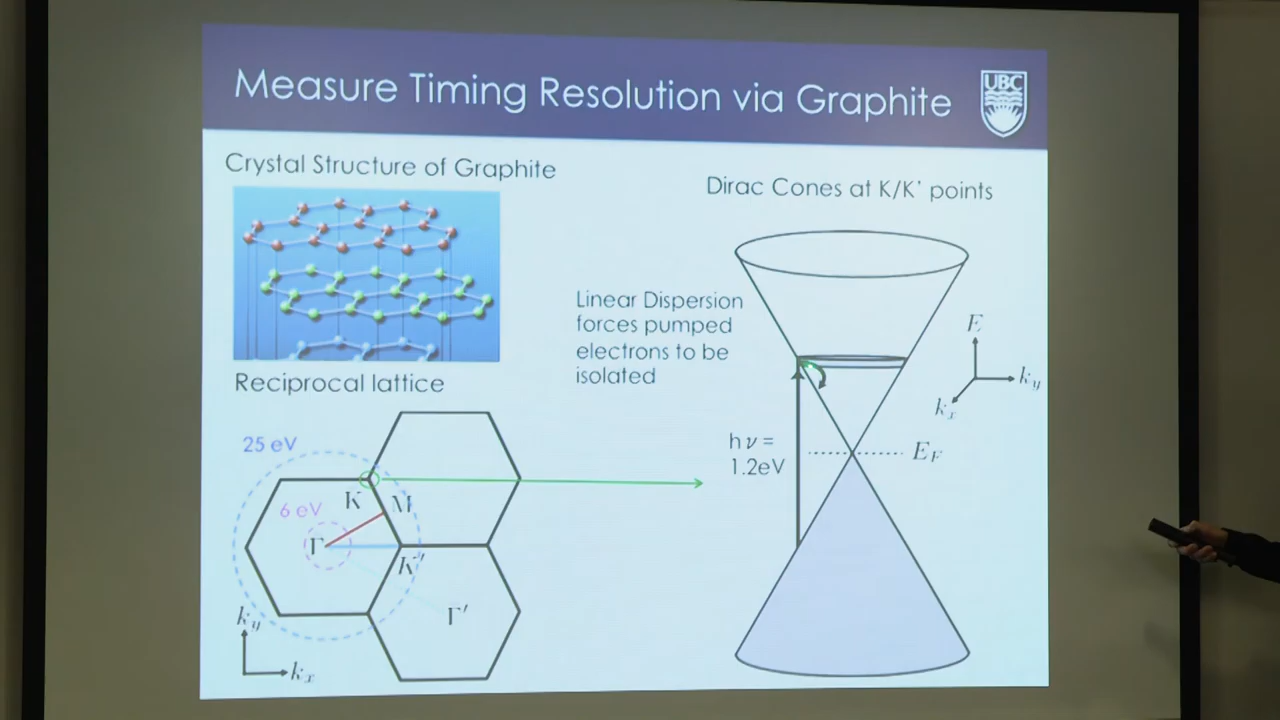 Measure Timing Resolution via Graphite
UBC
Crystal Structure of Graphite
Dirac Cones at K/K' points
Linear Dispersion
forces pumped
electrons to be
isolated
E
k_y
k_x
hν =
1.2eV
E_F
Reciprocal lattice
25 eV
6 eV
K
M
Γ
K'
Γ'
k_y
k_x